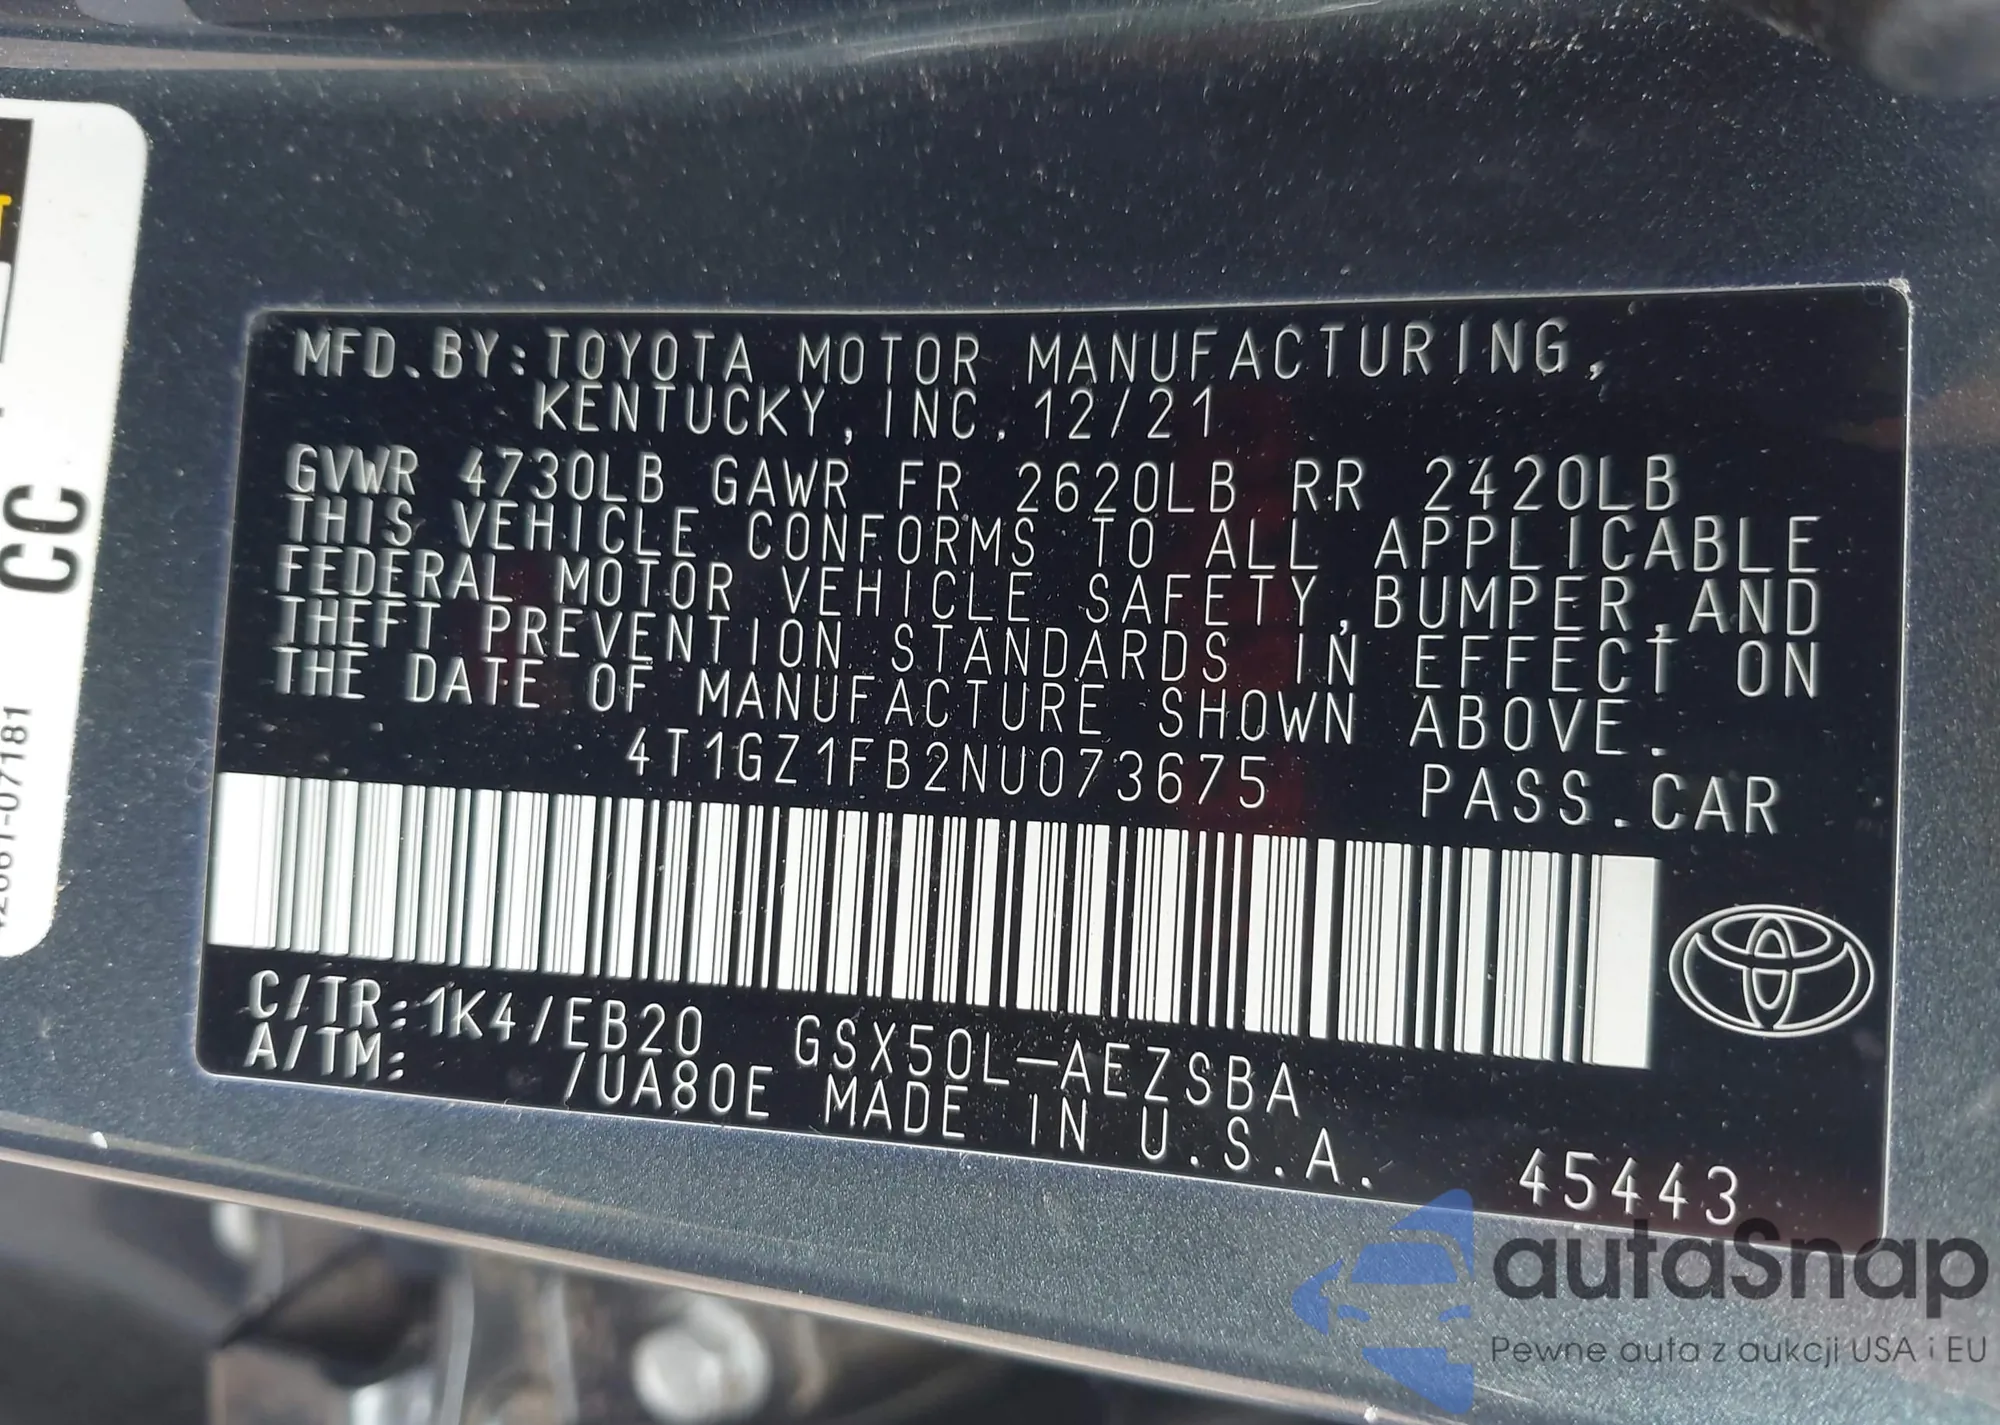 MFD.BY:TOYOTA MOTOR MANUFACTURING,
KENTUCKY, INC. 12/21
GVWR 4730LB GAWR FR 2620LB RR 2420LB
THIS VEHICLE CONFORMS TO ALL APPLICABLE
FEDERAL MOTOR VEHICLE SAFETY,BUMPER,AND
THEFT PREVENTION STANDARDS IN EFFECT ON
THE DATE OF MANUFACTURE SHOWN ABOVE.
4T1GZ1FB2NU073675 PASS.CAR
C/TR:1K4/EB20 GSX50L-AEZSBA
A/TM: /UA80E MADE IN U.S.A. 45443
CC
autaSnap
Pewne auta z aukcji USA i EU